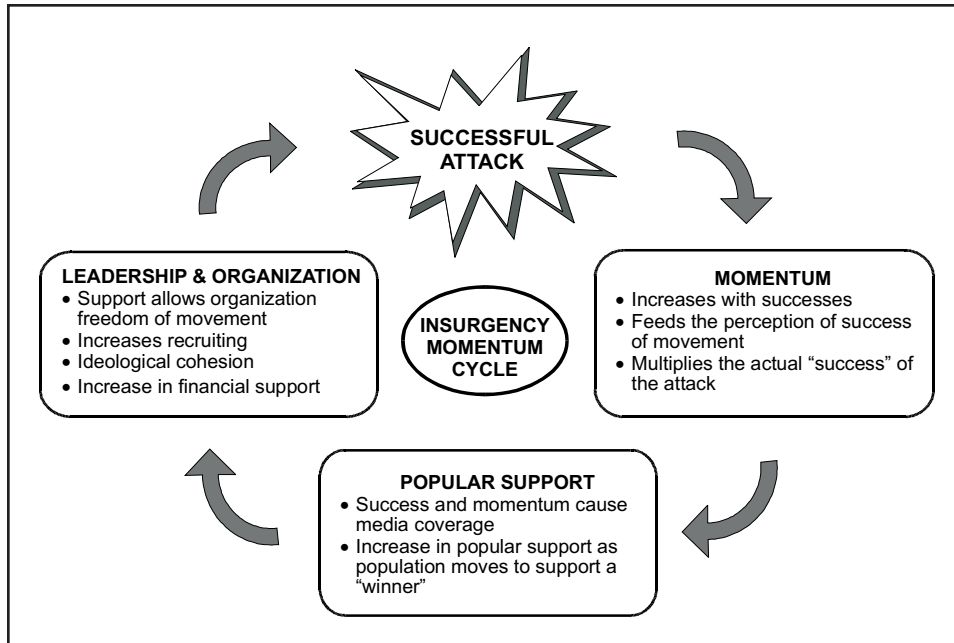 SUCCESSFUL
ATTACK
LEADERSHIP & ORGANIZATION
• Support allows organization
freedom of movement
• Increases recruiting
• Ideological cohesion
• Increase in financial support
INSURGENCY
MOMENTUM
CYCLE
MOMENTUM
• Increases with successes
• Feeds the perception of success
of movement
• Multiplies the actual “success” of
the attack
POPULAR SUPPORT
• Success and momentum cause
media coverage
• Increase in popular support as
population moves to support a
“winner”